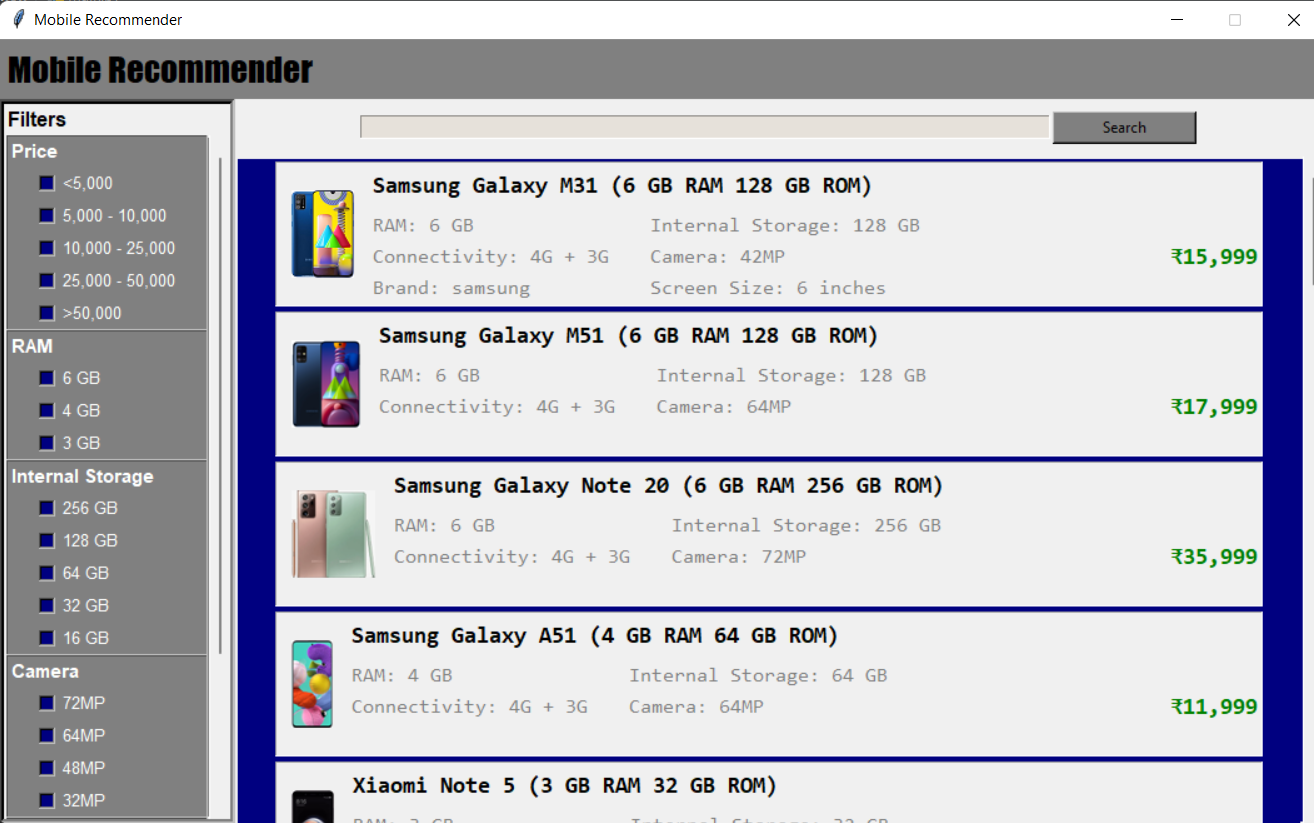 Mobile Recommender
Mobile Recommender
Filters
Price
<5,000
5,000 - 10,000
10,000 - 25,000
25,000 - 50,000
>50,000
RAM
6 GB
4 GB
3 GB
Internal Storage
256 GB
128 GB
64 GB
32 GB
16 GB
Camera
72MP
64MP
48MP
32MP
Search
Samsung Galaxy M31 (6 GB RAM 128 GB ROM)
RAM: 6 GB Internal Storage: 128 GB
Connectivity: 4G + 3G Camera: 42MP ₹15,999
Brand: samsung Screen Size: 6 inches
Samsung Galaxy M51 (6 GB RAM 128 GB ROM)
RAM: 6 GB Internal Storage: 128 GB
Connectivity: 4G + 3G Camera: 64MP ₹17,999
Samsung Galaxy Note 20 (6 GB RAM 256 GB ROM)
RAM: 6 GB Internal Storage: 256 GB
Connectivity: 4G + 3G Camera: 72MP ₹35,999
Samsung Galaxy A51 (4 GB RAM 64 GB ROM)
RAM: 4 GB Internal Storage: 64 GB
Connectivity: 4G + 3G Camera: 64MP ₹11,999
Xiaomi Note 5 (3 GB RAM 32 GB ROM)
RAM: 3 GB Internal Storage: 32 GB